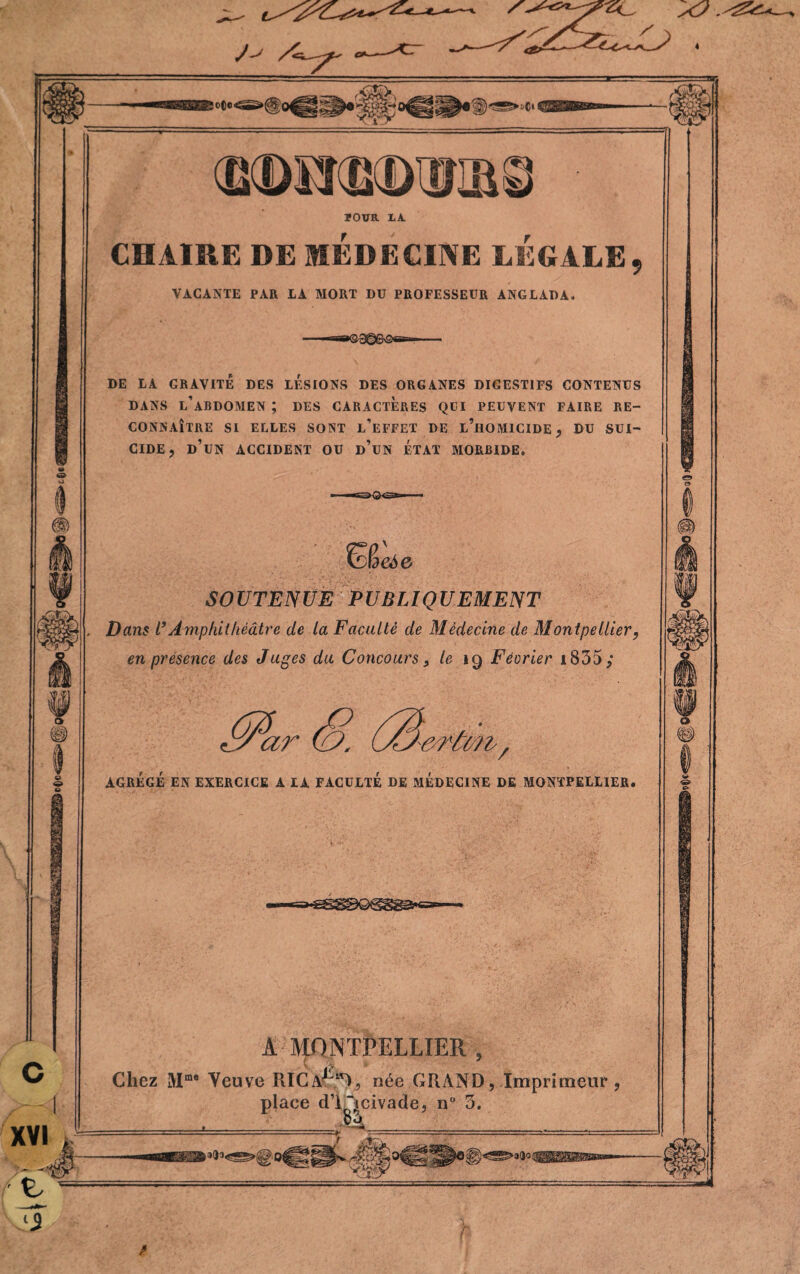 CONCOURS
POUR LA
CHAIRE DE MÉDECINE LÉGALE,
VACANTE PAR LA MORT DU PROFESSEUR ANGLADA.
DE LA GRAVITÉ DES LÉSIONS DES ORGANES DIGESTIFS CONTENUS
DANS L'ABDOMEN ; DES CARACTÈRES QUI PEUVENT FAIRE RE-
CONNAÎTRE SI ELLES SONT L'EFFET DE L'HOMICIDE, DU SUI-
CIDE, D'UN ACCIDENT OU D'UN ÉTAT MORBIDE.
Thèse
SOUTENUE PUBLIQUEMENT
Dans l'Amphithéâtre de la Faculté de Médecine de Montpellier,
en présence des Juges du Concours, le 19 Février 1835;
Par E. Bertin,
AGRÉGÉ EN EXERCICE A LA FACULTÉ DE MÉDECINE DE MONTPELLIER.
A MONTPELLIER,
Chez Mme Veuve RICARD, née GRAND, Imprimeur,
place d'Encivade, n° 3.
C
XVI